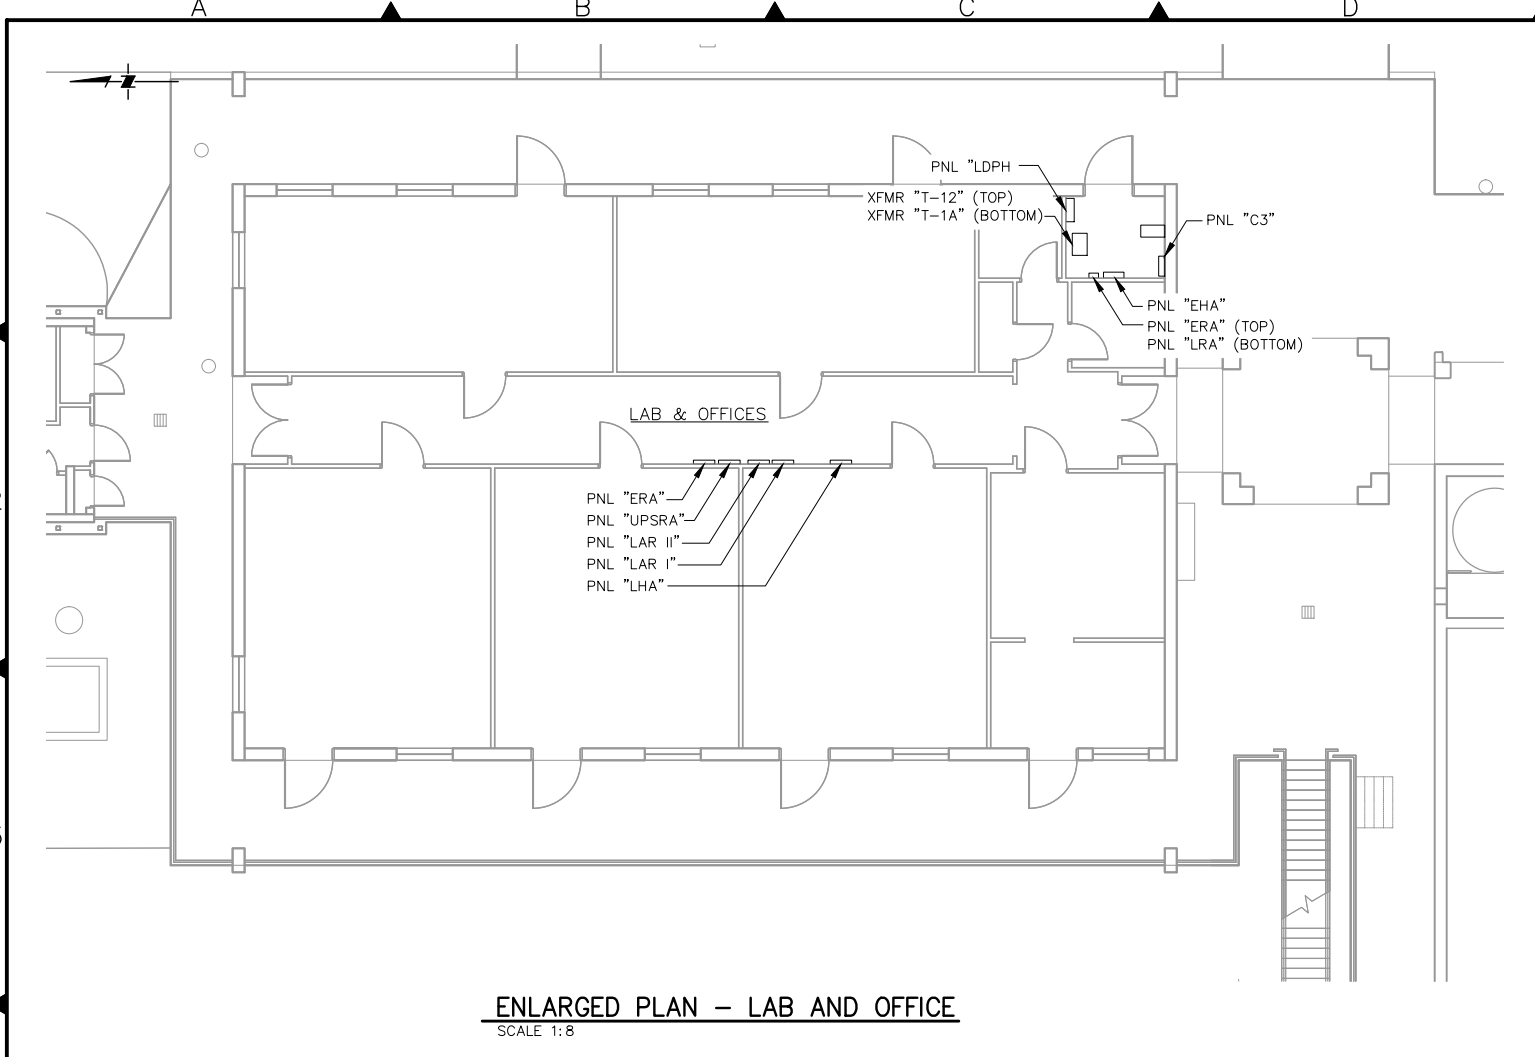 A B C D
PNL "LDPH
XFMR "T-12" (TOP)
XFMR "T-1A" (BOTTOM)
PNL "C3"
PNL "EHA"
PNL "ERA" (TOP)
PNL "LRA" (BOTTOM)
LAB & OFFICES
PNL "ERA"
PNL "UPSRA"
PNL "LAR II"
PNL "LAR I"
PNL "LHA"
ENLARGED PLAN – LAB AND OFFICE
SCALE 1:8